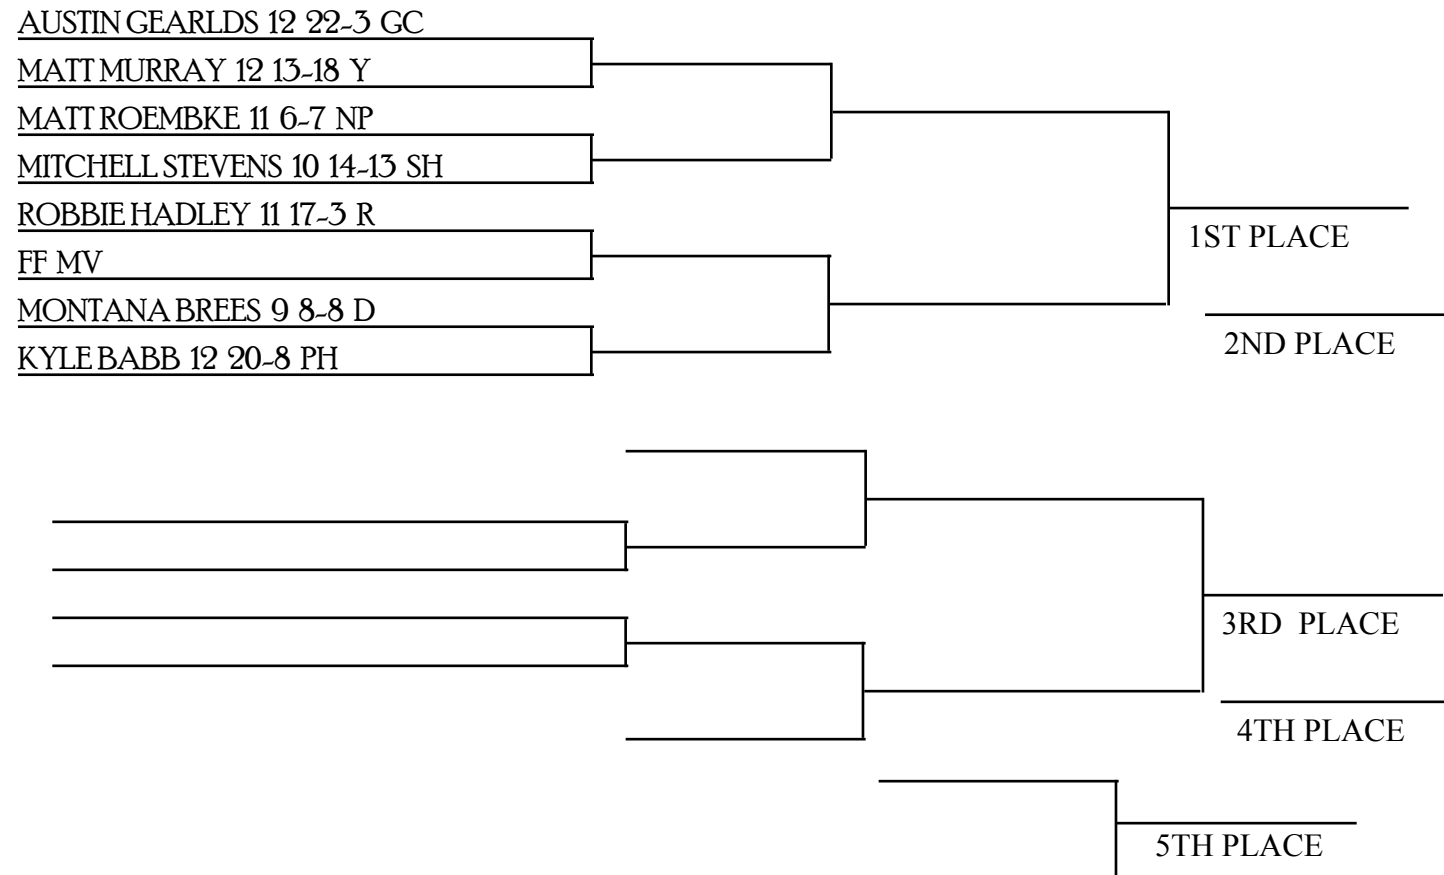 AUSTIN GEARLDS 12 22-3 GC
MATT MURRAY 12 13-18 Y
MATT ROEMBKE 11 6-7 NP
MITCHELL STEVENS 10 14-13 SH
ROBBIE HADLEY 11 17-3 R
FF MV
MONTANA BREES 9 8-8 D
KYLE BABB 12 20-8 PH
1ST PLACE
2ND PLACE
3RD PLACE
4TH PLACE
5TH PLACE